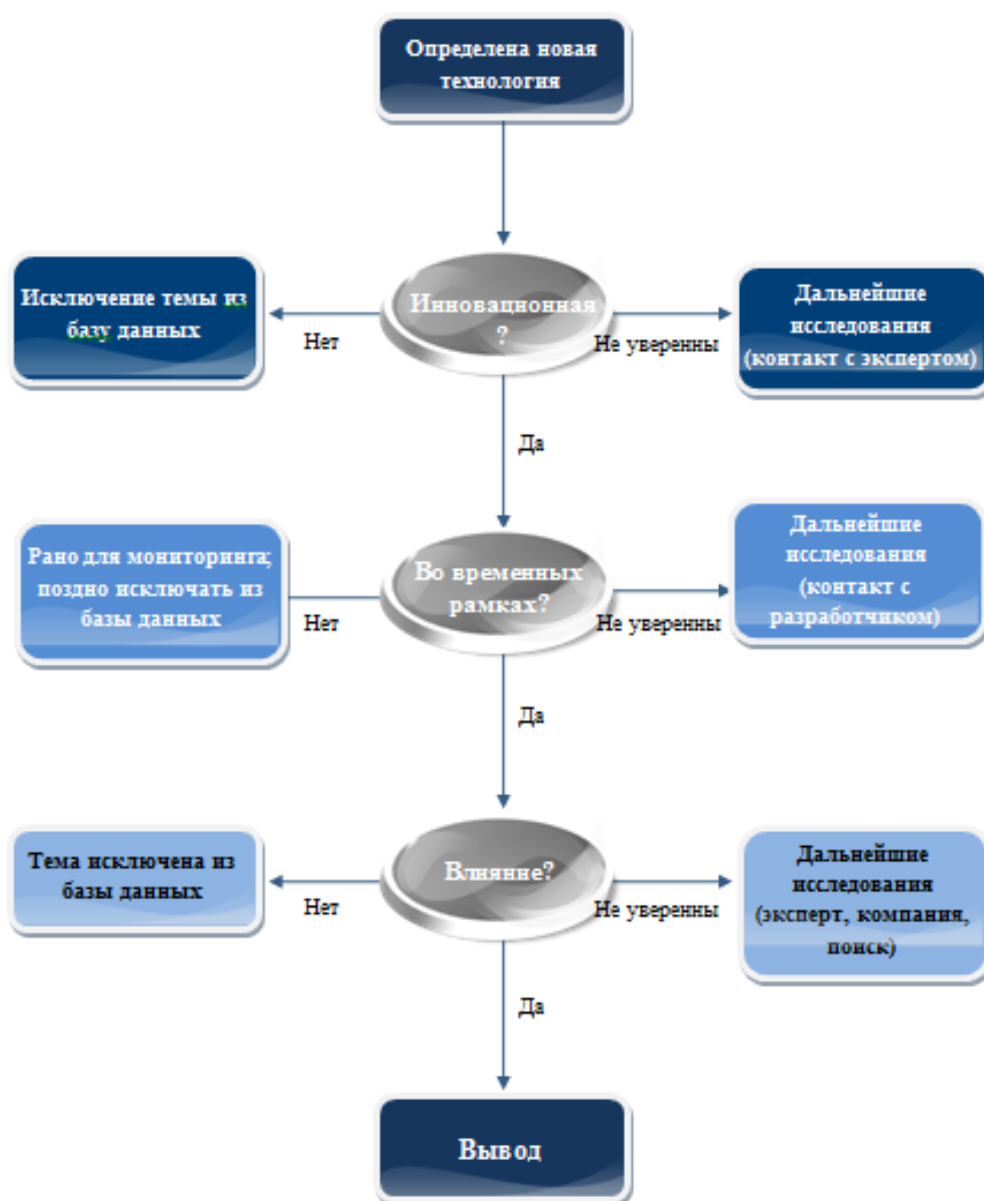 Определена новая
технология
Исключение темы из
базу данных
Инновационная
?
Дальнейшие
исследования
(контакт с экспертом)
Нет
Не уверенны
Да
Рано для мониторинга;
поздно исключать из
базы данных
Во временных
рамках?
Дальнейшие
исследования
(контакт с
разработчиком)
Нет
Не уверенны
Да
Тема исключена из
базы данных
Влияние?
Дальнейшие
исследования
(эксперт, компания,
поиск)
Нет
Не уверенны
Да
Вывод